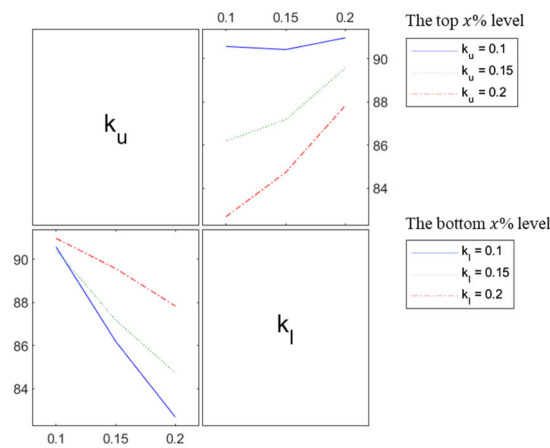 0.1 0.15 0.2
The top x% level
k_u = 0.1
k_u = 0.15
k_u = 0.2
k_u
90
88
86
84
The bottom x% level
k_l = 0.1
k_l = 0.15
k_l = 0.2
90
88
86
84
k_l
0.1 0.15 0.2